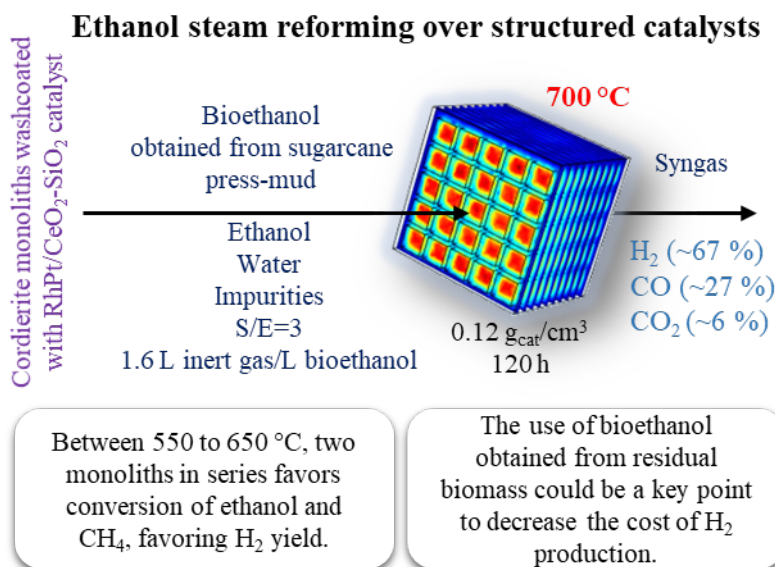 Ethanol steam reforming over structured catalysts
Cordierite monoliths washcoated
with RhPt/CeO₂-SiO₂ catalyst
Bioethanol
obtained from sugarcane
press-mud
Ethanol
Water
Impurities
S/E=3
1.6 L inert gas/L bioethanol
700 °C
0.12 g_cat/cm³
120 h
Syngas
H₂ (~67 %)
CO (~27 %)
CO₂ (~6 %)
Between 550 to 650 °C, two
monoliths in series favors
conversion of ethanol and
CH₄, favoring H₂ yield.
The use of bioethanol
obtained from residual
biomass could be a key point
to decrease the cost of H₂
production.